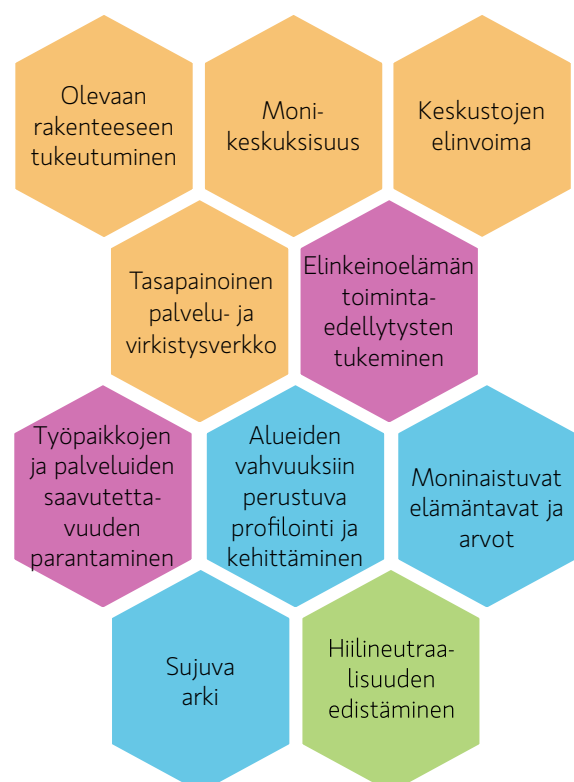 Olevaan
rakenteeseen
tukeutuminen
Moni-
keskuksisuus
Keskustojen
elinvoima
Tasapainoinen
palvelu- ja
virkistysverkko
Elinkeinoelämän
toiminta-
edellytysten
tukeminen
Työpaikkojen
ja palveluiden
saavutetta-
vuuden
parantaminen
Alueiden
vahvuuksiin
perustuva
profilointi ja
kehittäminen
Moninaistuvat
elämäntavat ja
arvot
Sujuva
arki
Hiilineutraa-
lisuuden
edistäminen